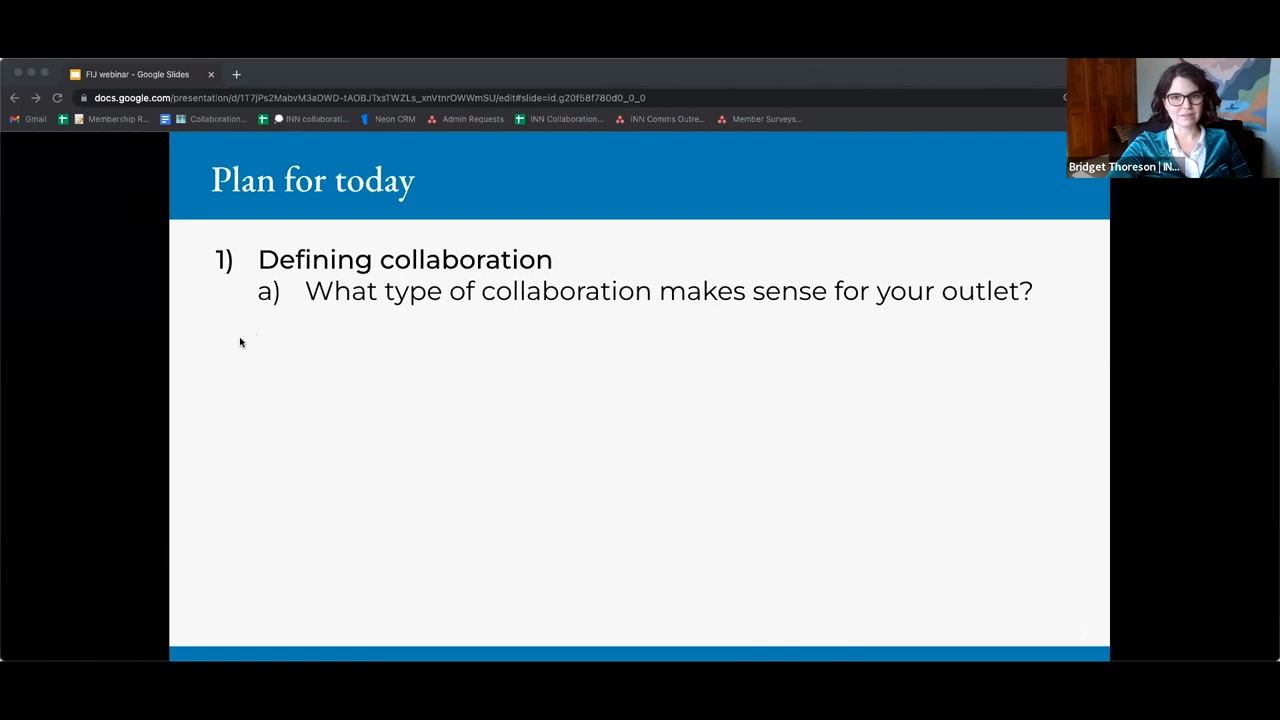 FIJ webinar - Google Slides
docs.google.com/presentation/d/1T7jPs2MabvM3aDWD-tAOBJTxsTWZLs_xnVtnrOWWmSU/edit#slide=id.g20f58f780d0_0_0
Gmail
Membership R...
Collaboration...
INN collaborati...
Neon CRM
Admin Requests
INN Collaboration...
INN Comms Outre...
Member Surveys...
Bridget Thoreson | IN...
Plan for today
1) Defining collaboration
a) What type of collaboration makes sense for your outlet?